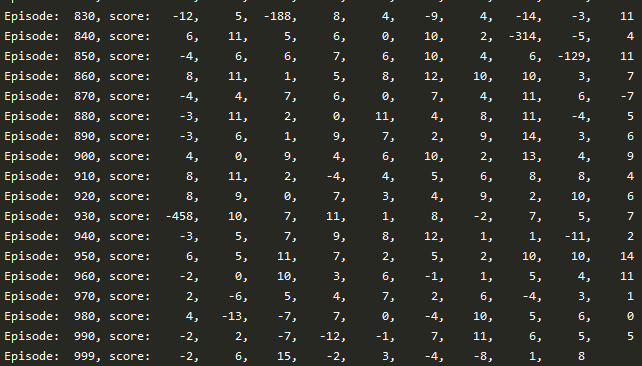 Episode:  830, score:   -12,    5, -188,    8,    4,   -9,    4,  -14,   -3,   11
Episode:  840, score:     6,   11,    5,    6,    0,   10,    2, -314,   -5,    4
Episode:  850, score:    -4,    6,    6,    7,    6,   10,    4,    6, -129,   11
Episode:  860, score:     8,   11,    1,    5,    8,   12,   10,   10,    3,    7
Episode:  870, score:    -4,    4,    7,    6,    0,    7,    4,   11,    6,   -7
Episode:  880, score:    -3,   11,    2,    0,   11,    4,    8,   11,   -4,    5
Episode:  890, score:    -3,    6,    1,    9,    7,    2,    9,   14,    3,    6
Episode:  900, score:     4,    0,    9,    4,    6,   10,    2,   13,    4,    9
Episode:  910, score:     8,   11,    2,   -4,    4,    5,    6,    8,    8,    4
Episode:  920, score:     8,    9,    0,    7,    3,    4,    9,    2,   10,    6
Episode:  930, score:  -458,   10,    7,   11,    1,    8,   -2,    7,    5,    7
Episode:  940, score:    -3,    5,    7,    9,    8,   12,    1,    1,  -11,    2
Episode:  950, score:     6,    5,   11,    7,    2,    5,    2,   10,   10,   14
Episode:  960, score:    -2,    0,   10,    3,    6,   -1,    1,    5,    4,   11
Episode:  970, score:     2,   -6,    5,    4,    7,    2,    6,   -4,    3,    1
Episode:  980, score:     4,  -13,   -7,    7,    0,   -4,   10,    5,    6,    0
Episode:  990, score:    -2,    2,   -7,  -12,   -1,    7,   11,    6,    5,    5
Episode:  999, score:    -2,    6,   15,   -2,    3,   -4,   -8,    1,    8